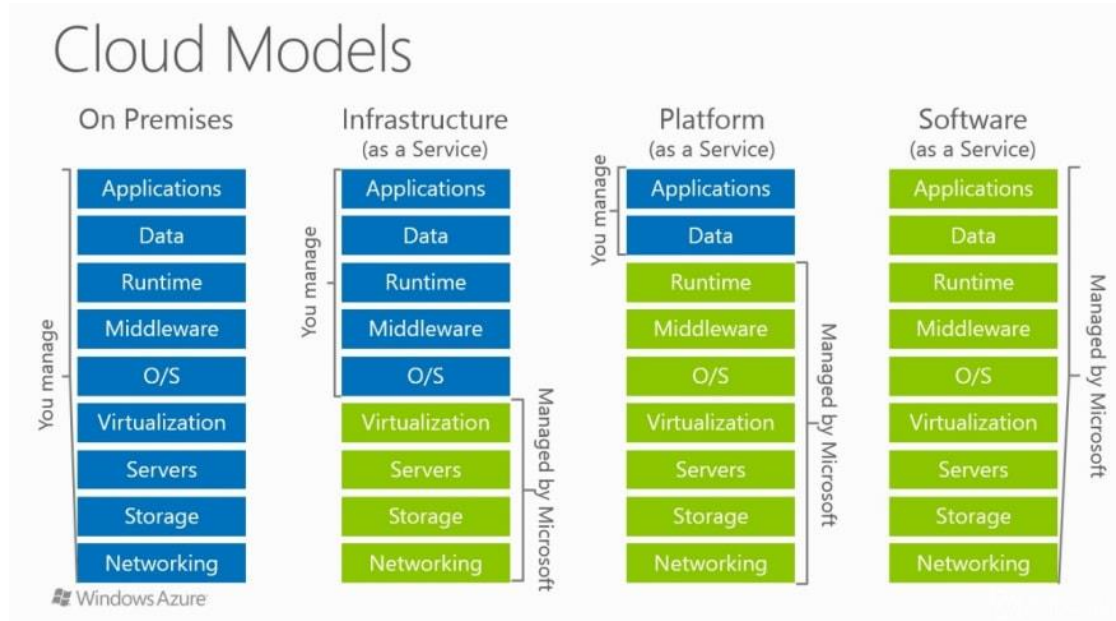 Cloud Models
On Premises
You manage
Applications
Data
Runtime
Middleware
O/S
Virtualization
Servers
Storage
Networking
Infrastructure
(as a Service)
You manage
Applications
Data
Runtime
Middleware
O/S
Virtualization
Servers
Storage
Networking
Managed by Microsoft
Platform
(as a Service)
You manage
Applications
Data
Runtime
Middleware
O/S
Virtualization
Servers
Storage
Networking
Managed by Microsoft
Software
(as a Service)
Applications
Data
Runtime
Middleware
O/S
Virtualization
Servers
Storage
Networking
Managed by Microsoft
Windows Azure